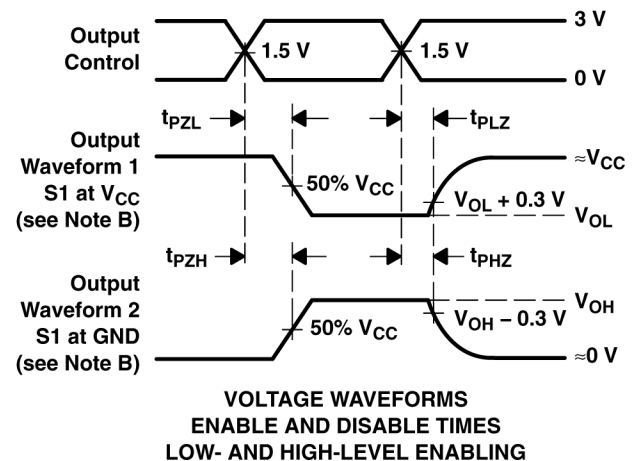 Output
Control
1.5 V
1.5 V
3 V
0 V
tPZL
tPLZ
Output
Waveform 1
S1 at VCC
(see Note B)
50% VCC
≈VCC
VOL + 0.3 V
VOL
tPZH
tPHZ
Output
Waveform 2
S1 at GND
(see Note B)
50% VCC
VOH
VOH – 0.3 V
≈0 V
VOLTAGE WAVEFORMS
ENABLE AND DISABLE TIMES
LOW- AND HIGH-LEVEL ENABLING